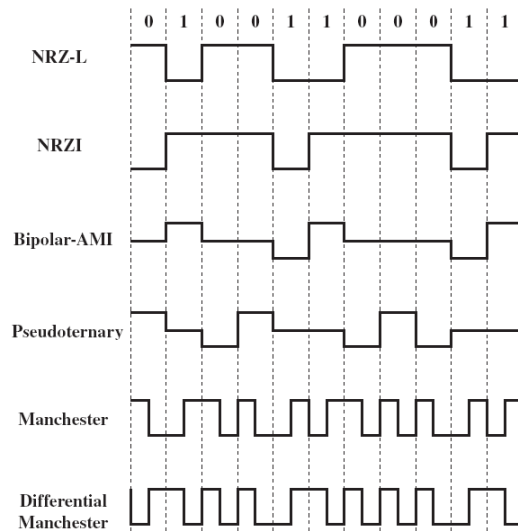 0 1 0 0 1 1 0 0 0 1 1
NRZ-L
NRZI
Bipolar-AMI
Pseudoternary
Manchester
Differential
Manchester